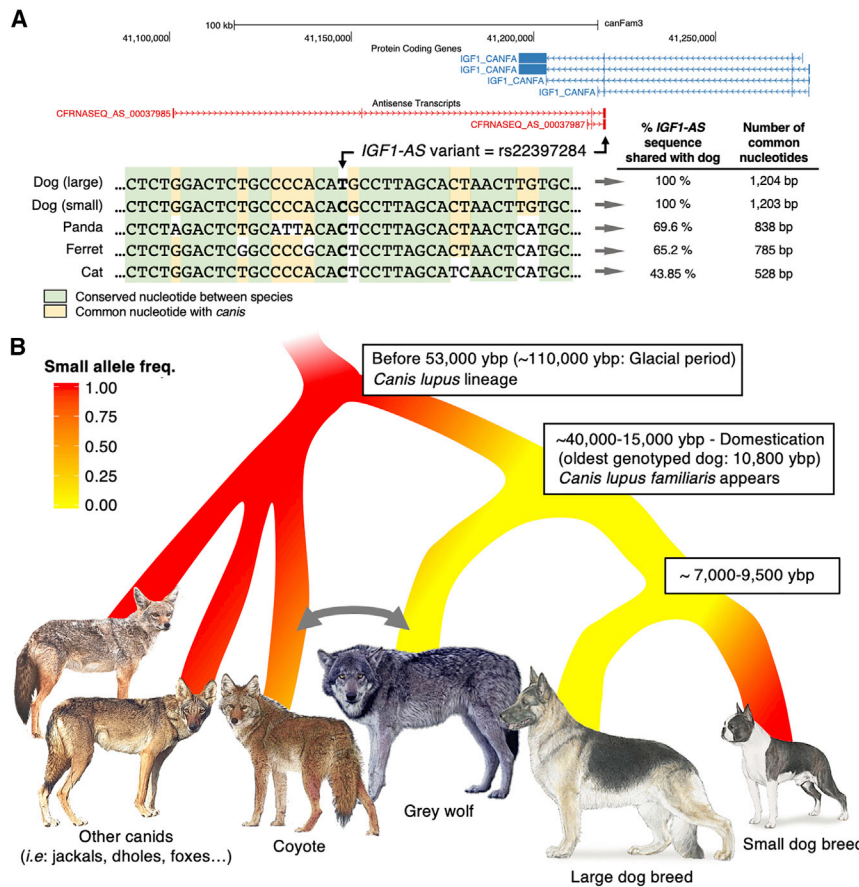 A
100 kb
canFam3
41,100,000
41,150,000
41,200,000
41,250,000
Protein Coding Genes
IGF1_CANFA
IGF1_CANFA
IGF1_CANFA
IGF1_CANFA
Antisense Transcripts
CFRNASEQ_AS_00037985
CFRNASEQ_AS_00037987
IGF1-AS variant = rs22397284
% IGF1-AS
sequence
shared with dog
Number of
common
nucleotides
Dog (large) ...CTCTGGACTCTGCCCCACATGCCTTAGCACTAACTTGTGC... 100 % 1,204 bp
Dog (small) ...CTCTGGACTCTGCCCCACACGCCTTAGCACTAACTTGTGC... 100 % 1,203 bp
Panda ...CTCTAGACTCTGCATTACACTCCTTAGCACTAACTCATGC... 69.6 % 838 bp
Ferret ...CTCTGGACTCGGCCCCGCACTCCTTAGCACTAACTCATGC... 65.2 % 785 bp
Cat ...CTCTGGACTCTGCCCCACACTCCTTAGCATCAACTCATGC... 43.85 % 528 bp
Conserved nucleotide between species
Common nucleotide with canis
B
Small allele freq.
1.00
0.75
0.50
0.25
0.00
Before 53,000 ybp (~110,000 ybp: Glacial period)
Canis lupus lineage
~40,000-15,000 ybp - Domestication
(oldest genotyped dog: 10,800 ybp)
Canis lupus familiaris appears
~ 7,000-9,500 ybp
Other canids
(i.e: jackals, dholes, foxes...)
Coyote
Grey wolf
Large dog breed
Small dog breed